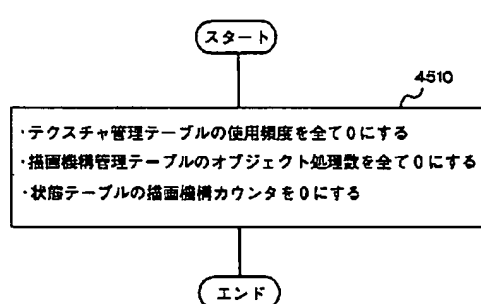 スタート
4510
・テクスチャ管理テーブルの使用頻度を全て0にする
・描画機構管理テーブルのオブジェクト処理数を全て0にする
・状態テーブルの描画機構カウンタを0にする
エンド